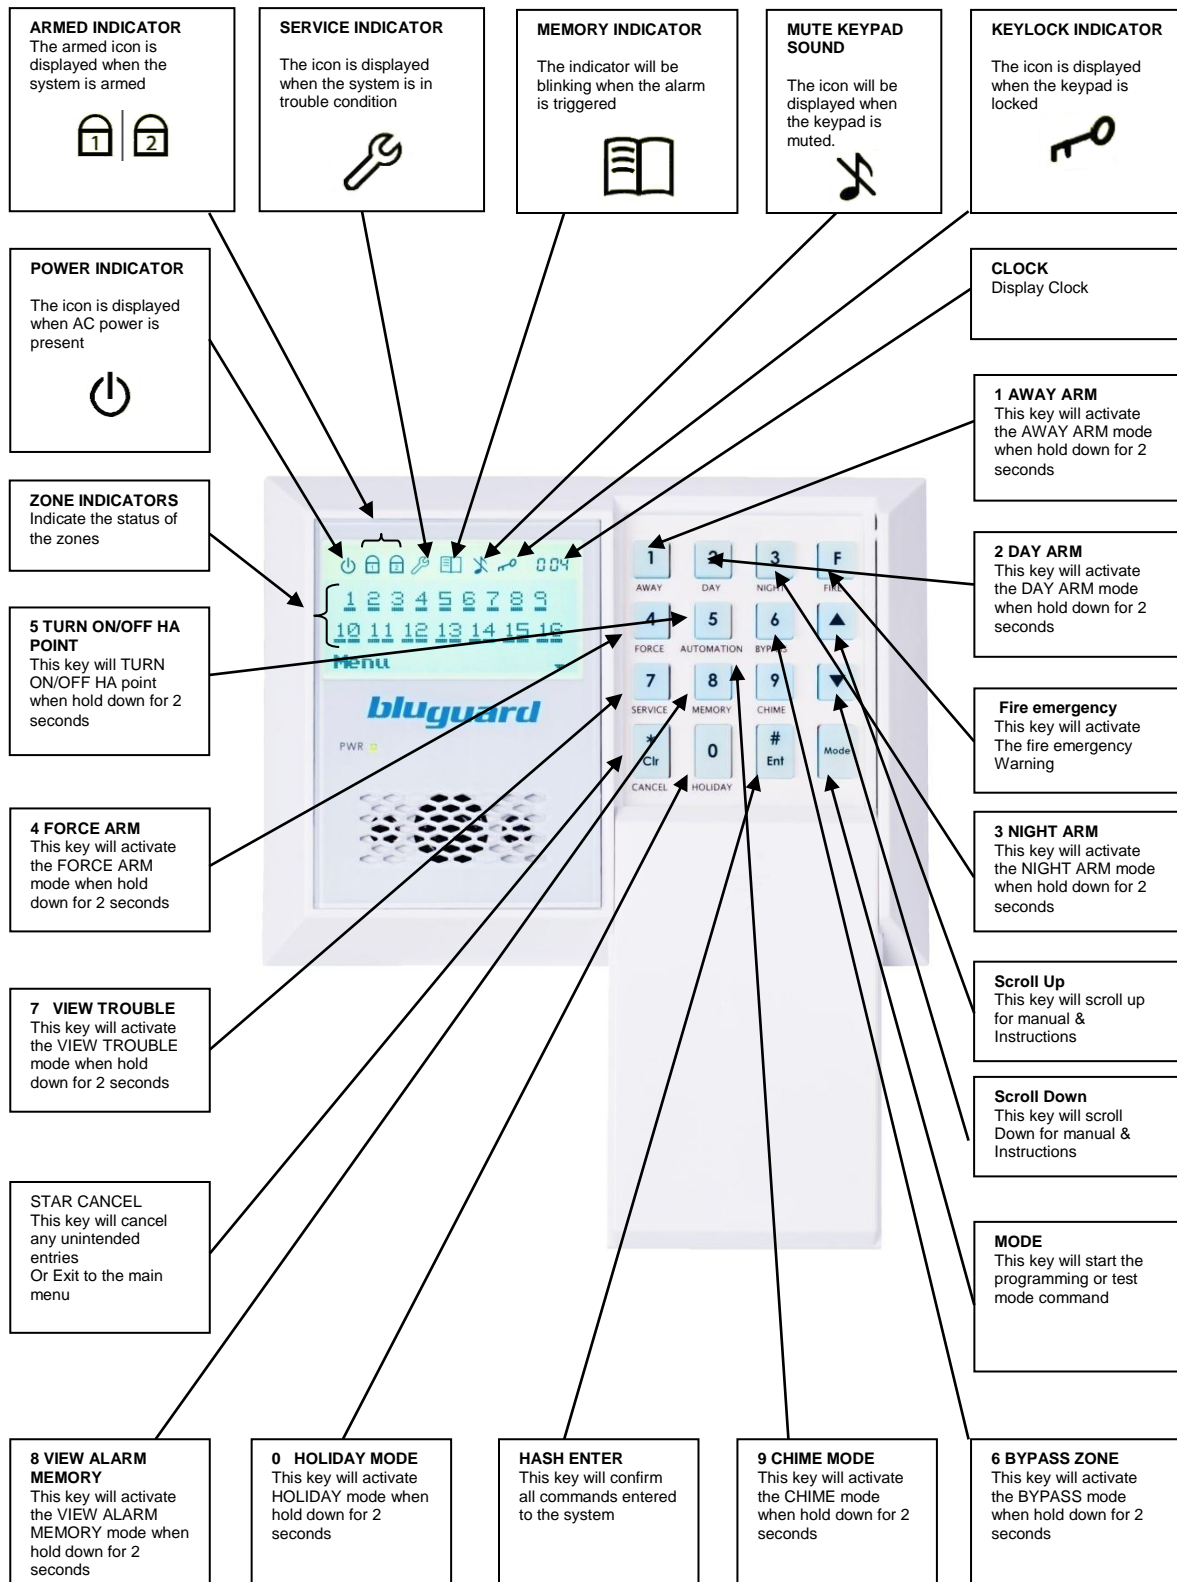 ARMED INDICATOR
The armed icon is
displayed when the
system is armed
1 2
SERVICE INDICATOR
The icon is displayed
when the system is in
trouble condition
MEMORY INDICATOR
The indicator will be
blinking when the alarm
is triggered
MUTE KEYPAD
SOUND
The icon will be
displayed when
the keypad is
muted.
KEYLOCK INDICATOR
The icon is displayed
when the keypad is
locked
POWER INDICATOR
The icon is displayed
when AC power is
present
CLOCK
Display Clock
1 AWAY ARM
This key will activate
the AWAY ARM mode
when hold down for 2
seconds
ZONE INDICATORS
Indicate the status of
the zones
2 DAY ARM
This key will activate
the DAY ARM mode
when hold down for 2
seconds
5 TURN ON/OFF HA
POINT
This key will TURN
ON/OFF HA point
when hold down for 2
seconds
Fire emergency
This key will activate
The fire emergency
Warning
4 FORCE ARM
This key will activate
the FORCE ARM
mode when hold
down for 2 seconds
3 NIGHT ARM
This key will activate
the NIGHT ARM mode
when hold down for 2
seconds
7 VIEW TROUBLE
This key will activate
the VIEW TROUBLE
mode when hold
down for 2 seconds
Scroll Up
This key will scroll up
for manual &
Instructions
Scroll Down
This key will scroll
Down for manual &
Instructions
STAR CANCEL
This key will cancel
any unintended
entries
Or Exit to the main
menu
MODE
This key will start the
programming or test
mode command
8 VIEW ALARM
MEMORY
This key will activate
the VIEW ALARM
MEMORY mode when
hold down for 2
seconds
0 HOLIDAY MODE
This key will activate
HOLIDAY mode when
hold down for 2
seconds
HASH ENTER
This key will confirm
all commands entered
to the system
9 CHIME MODE
This key will activate
the CHIME mode
when hold down for 2
seconds
6 BYPASS ZONE
This key will activate
the BYPASS mode
when hold down for 2
seconds
004
1 2 3 4 5 6 7 8 9
10 11 12 13 14 15 16
Menu
bluguard
PWR
1 2 3 F
AWAY DAY NIGHT FIRE
4 5 6
FORCE AUTOMATION BYPASS
7 8 9
SERVICE MEMORY CHIME
* 0 #
Clr Ent Mode
CANCEL HOLIDAY